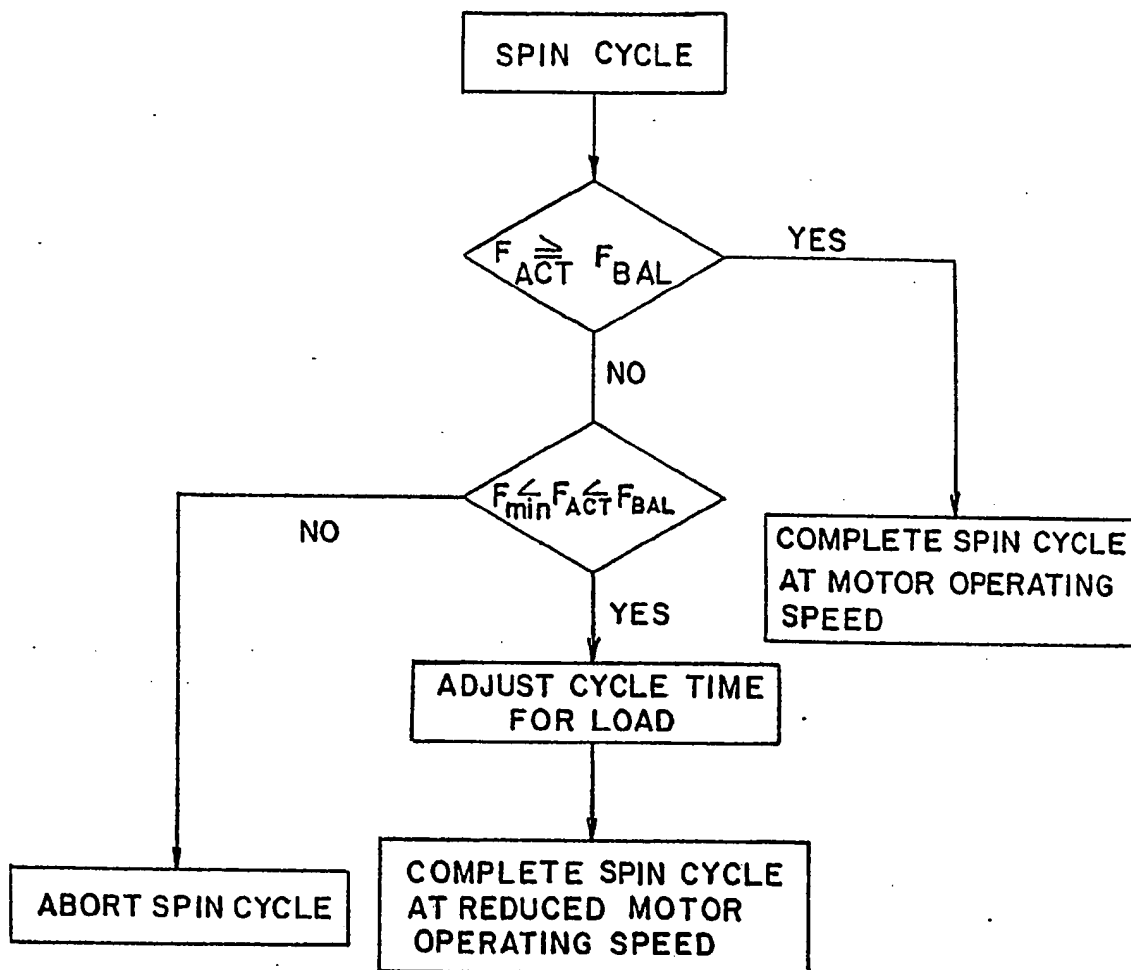 SPIN CYCLE
F_ACT ≧ F_BAL
YES
NO
F_min < F_ACT < F_BAL
NO
YES
COMPLETE SPIN CYCLE
AT MOTOR OPERATING
SPEED
ADJUST CYCLE TIME
FOR LOAD
ABORT SPIN CYCLE
COMPLETE SPIN CYCLE
AT REDUCED MOTOR
OPERATING SPEED